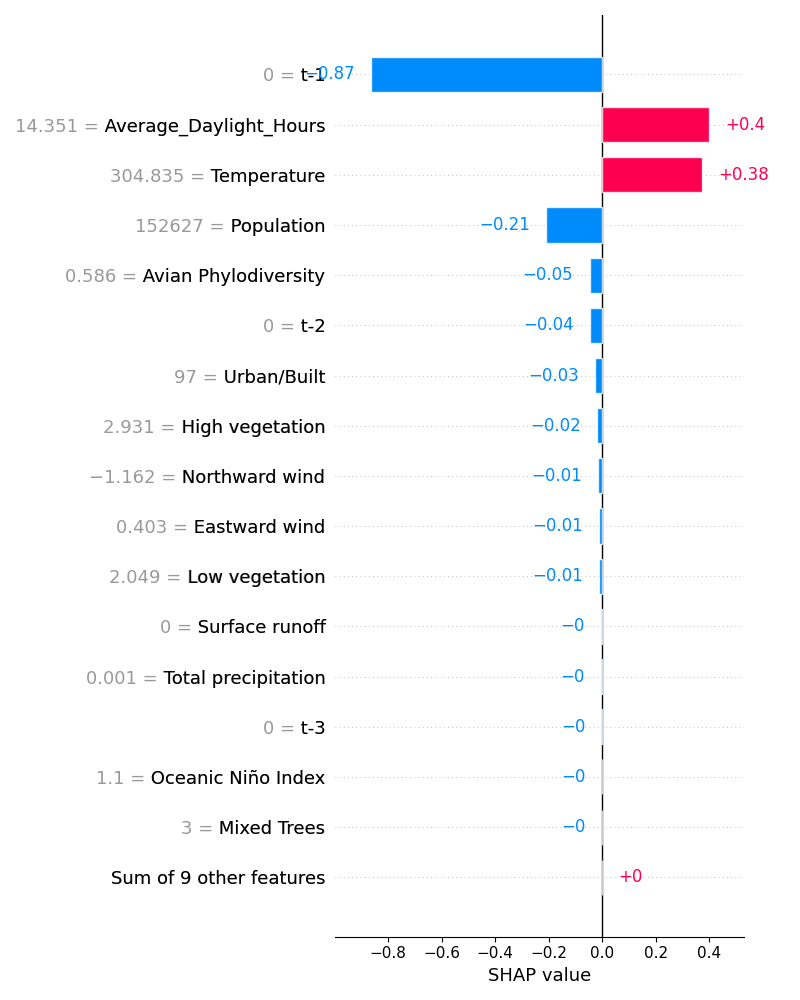 0 = t-1 −0.87
14.351 = Average_Daylight_Hours +0.4
304.835 = Temperature +0.38
152627 = Population −0.21
0.586 = Avian Phylodiversity −0.05
0 = t-2 −0.04
97 = Urban/Built −0.03
2.931 = High vegetation −0.02
−1.162 = Northward wind −0.01
0.403 = Eastward wind −0.01
2.049 = Low vegetation −0.01
0 = Surface runoff −0
0.001 = Total precipitation −0
0 = t-3 −0
1.1 = Oceanic Niño Index −0
3 = Mixed Trees −0
Sum of 9 other features +0
−0.8 −0.6 −0.4 −0.2 0.0 0.2 0.4
SHAP value